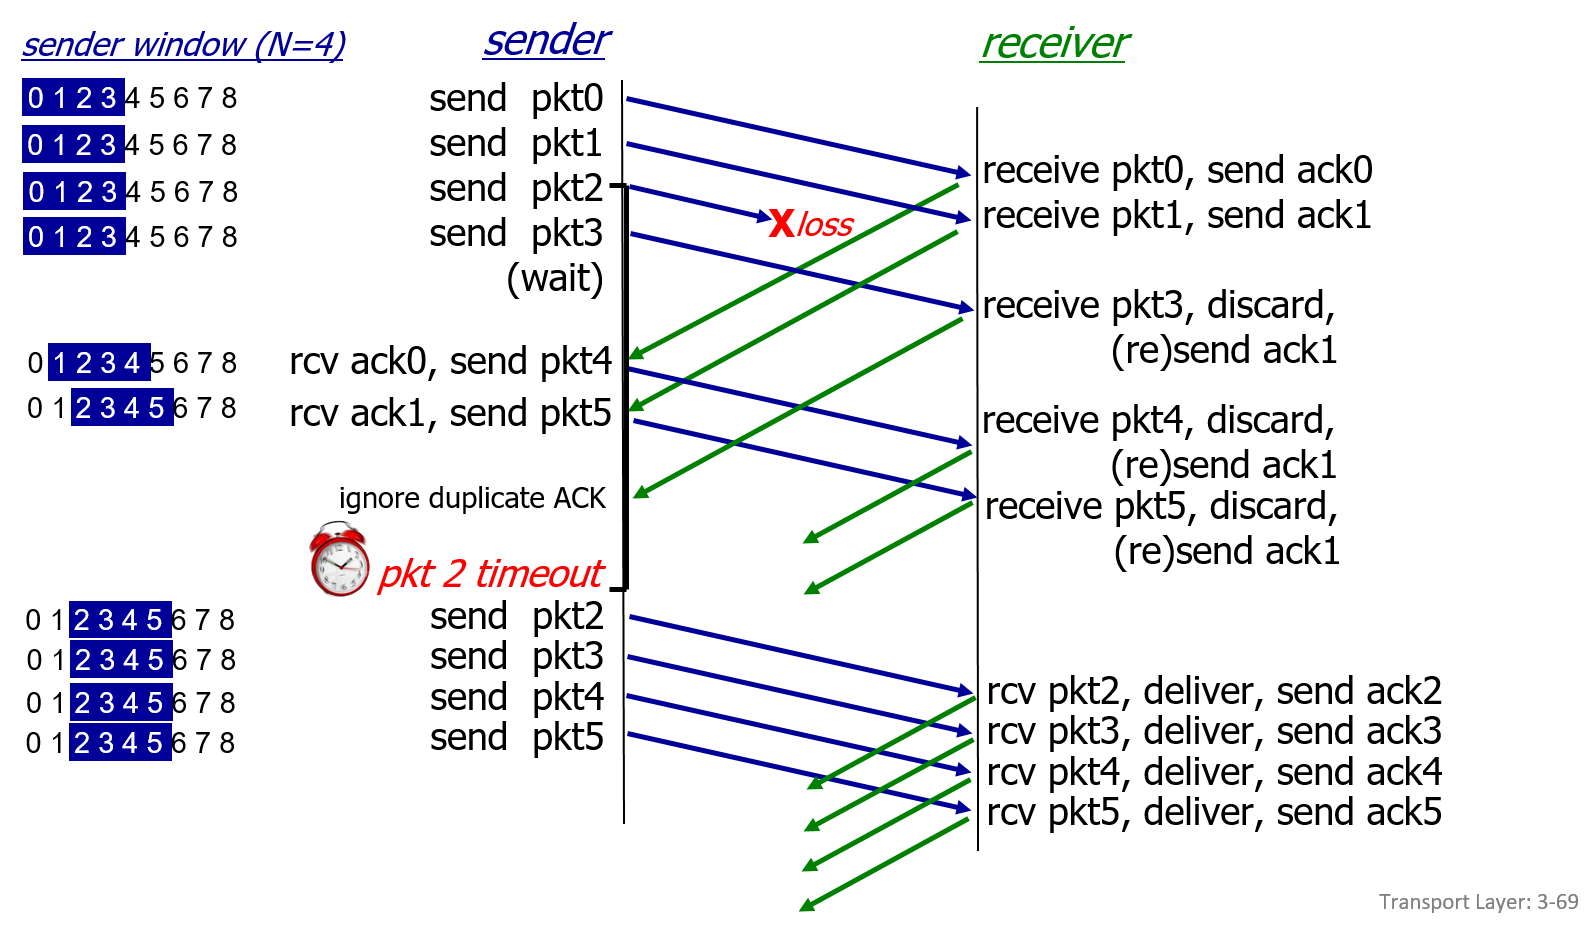 sender window (N=4) sender receiver
0 1 2 3 4 5 6 7 8 send pkt0
0 1 2 3 4 5 6 7 8 send pkt1
receive pkt0, send ack0
0 1 2 3 4 5 6 7 8 send pkt2
receive pkt1, send ack1
X loss
0 1 2 3 4 5 6 7 8 send pkt3
(wait)
receive pkt3, discard,
(re)send ack1
0 1 2 3 4 5 6 7 8 rcv ack0, send pkt4
0 1 2 3 4 5 6 7 8 rcv ack1, send pkt5
receive pkt4, discard,
(re)send ack1
ignore duplicate ACK
receive pkt5, discard,
(re)send ack1
pkt 2 timeout
0 1 2 3 4 5 6 7 8 send pkt2
0 1 2 3 4 5 6 7 8 send pkt3
0 1 2 3 4 5 6 7 8 send pkt4
0 1 2 3 4 5 6 7 8 send pkt5
rcv pkt2, deliver, send ack2
rcv pkt3, deliver, send ack3
rcv pkt4, deliver, send ack4
rcv pkt5, deliver, send ack5
Transport Layer: 3-69